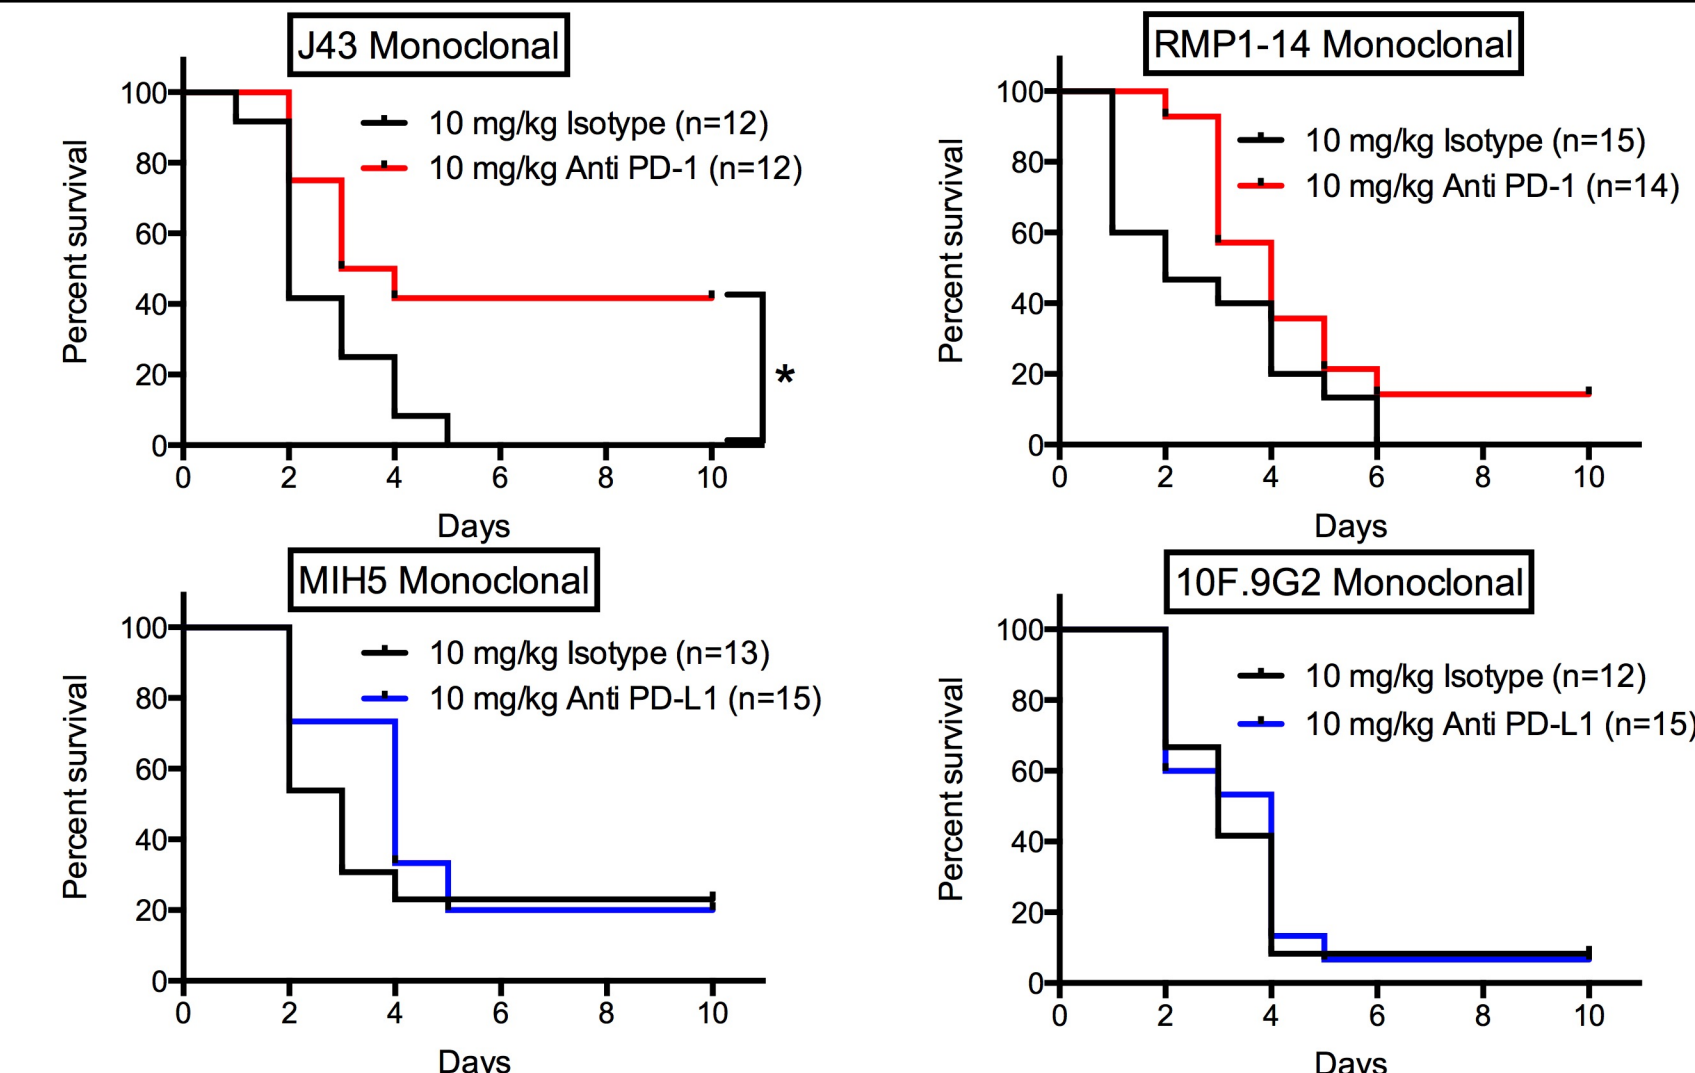 J43 Monoclonal
Percent survival
100
80
60
40
20
0
10 mg/kg Isotype (n=12)
10 mg/kg Anti PD-1 (n=12)
*
0 2 4 6 8 10
Days
RMP1-14 Monoclonal
Percent survival
100
80
60
40
20
0
10 mg/kg Isotype (n=15)
10 mg/kg Anti PD-1 (n=14)
0 2 4 6 8 10
Days
MIH5 Monoclonal
Percent survival
100
80
60
40
20
0
10 mg/kg Isotype (n=13)
10 mg/kg Anti PD-L1 (n=15)
0 2 4 6 8 10
Days
10F.9G2 Monoclonal
Percent survival
100
80
60
40
20
0
10 mg/kg Isotype (n=12)
10 mg/kg Anti PD-L1 (n=15)
0 2 4 6 8 10
Days